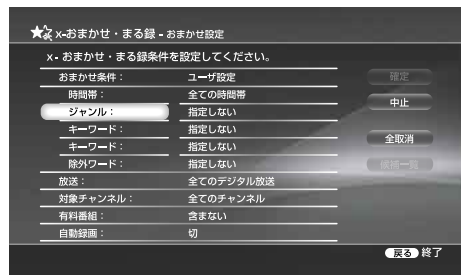 x-おまかせ・まる録 - おまかせ設定
x- おまかせ・まる録条件を設定してください。
おまかせ条件： ユーザ設定
時間帯： 全ての時間帯
ジャンル： 指定しない
キーワード： 指定しない
キーワード： 指定しない
除外ワード： 指定しない
放送： 全てのデジタル放送
対象チャンネル： 全てのチャンネル
有料番組： 含まない
自動録画： 切
確定
中止
全取消
候補一覧
戻る 終了